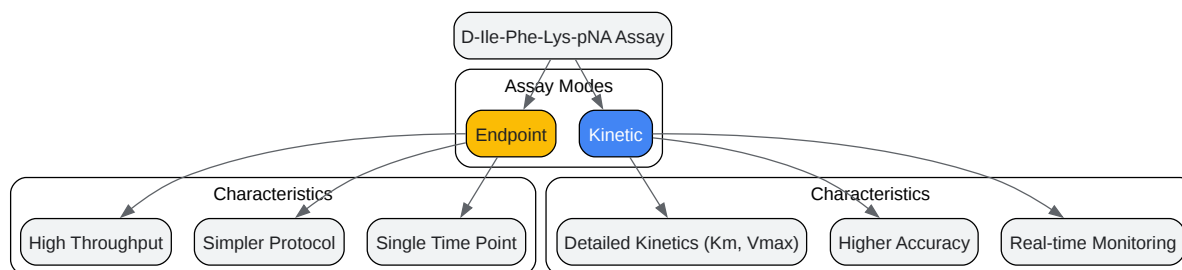 D-Ile-Phe-Lys-pNA Assay
Assay Modes
Endpoint
Kinetic
Characteristics
Characteristics
High Throughput
Simpler Protocol
Single Time Point
Detailed Kinetics (Km, Vmax)
Higher Accuracy
Real-time Monitoring